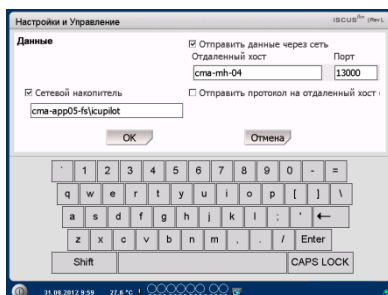 Настройки и Управление
ISCUS flex (Rev L
Данные
Отправить данные через сеть
Отдаленный хост Порт
cma-mh-04 13000
Сетевой накопитель Отправить протокол на отдаленный хост
cma-app05-fs\icupilot
OK Отмена
` 1 2 3 4 5 6 7 8 9 0 - =
q w e r t y u i o p [ ] \
a s d f g h j k l ; ' ←
z x c v b n m , . / Enter
Shift CAPS LOCK
31.08.2012 9:59 27.6 °C